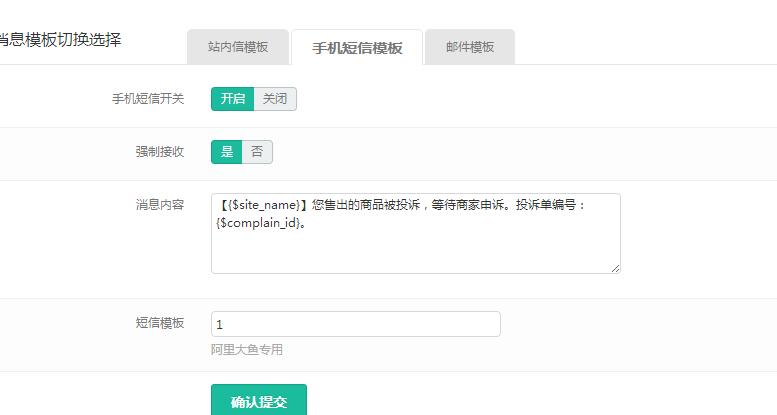 消息模板切换选择
站内信模板
手机短信模板
邮件模板
手机短信开关
开启
关闭
强制接收
是
否
消息内容
【{$site_name}】您售出的商品被投诉，等待商家申诉。投诉单编号：
{$complain_id}。
短信模板
1
阿里大鱼专用
确认提交